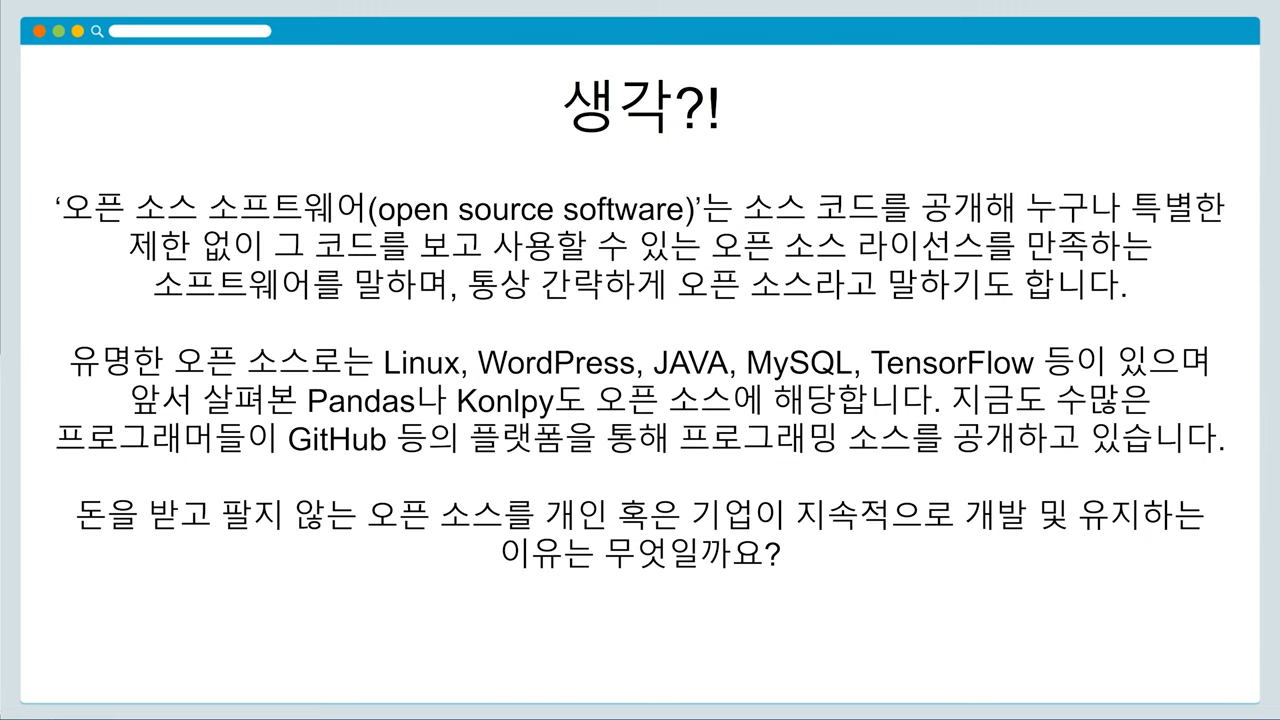 생각?!
‘오픈 소스 소프트웨어(open source software)’는 소스 코드를 공개해 누구나 특별한
제한 없이 그 코드를 보고 사용할 수 있는 오픈 소스 라이선스를 만족하는
소프트웨어를 말하며, 통상 간략하게 오픈 소스라고 말하기도 합니다.
유명한 오픈 소스로는 Linux, WordPress, JAVA, MySQL, TensorFlow 등이 있으며
앞서 살펴본 Pandas나 Konlpy도 오픈 소스에 해당합니다. 지금도 수많은
프로그래머들이 GitHub 등의 플랫폼을 통해 프로그래밍 소스를 공개하고 있습니다.
돈을 받고 팔지 않는 오픈 소스를 개인 혹은 기업이 지속적으로 개발 및 유지하는
이유는 무엇일까요?